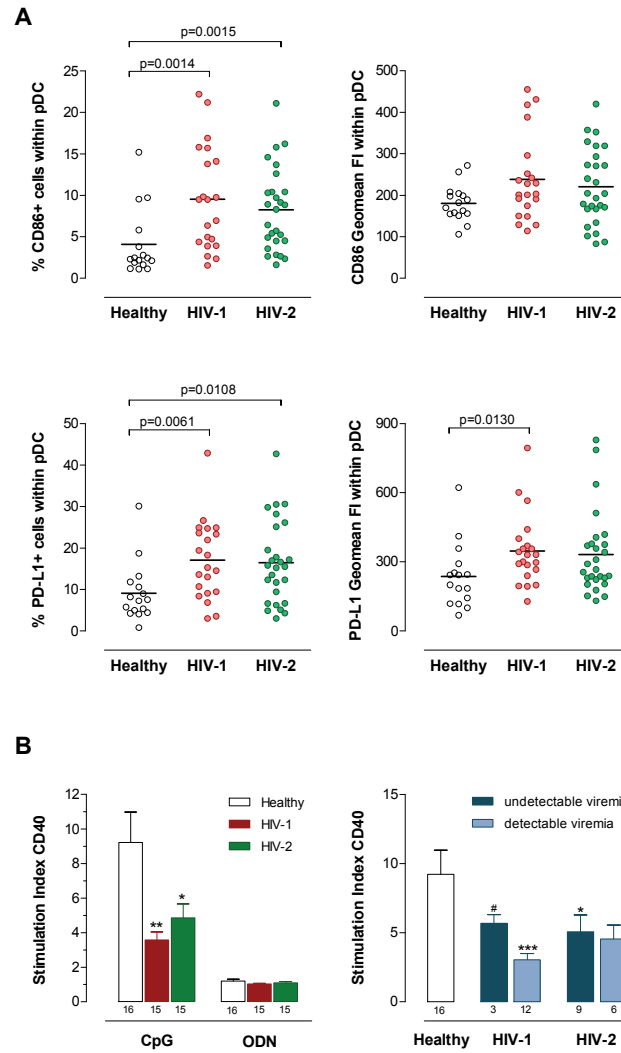 A
p=0.0015
p=0.0014
% CD86+ cells within pDC
25
20
15
10
5
0
Healthy
HIV-1
HIV-2
CD86 Geomean FI within pDC
500
400
300
200
100
0
Healthy
HIV-1
HIV-2
p=0.0108
p=0.0061
% PD-L1+ cells within pDC
50
40
30
20
10
0
Healthy
HIV-1
HIV-2
p=0.0130
PD-L1 Geomean FI within pDC
900
600
300
0
Healthy
HIV-1
HIV-2
B
Stimulation Index CD40
12
10
8
6
4
2
0
Healthy
HIV-1
HIV-2
**
*
16
15
15
16
15
15
CpG
ODN
Stimulation Index CD40
15
10
5
0
undetectable viremi
detectable viremia
#
***
*
16
3
12
9
6
Healthy
HIV-1
HIV-2